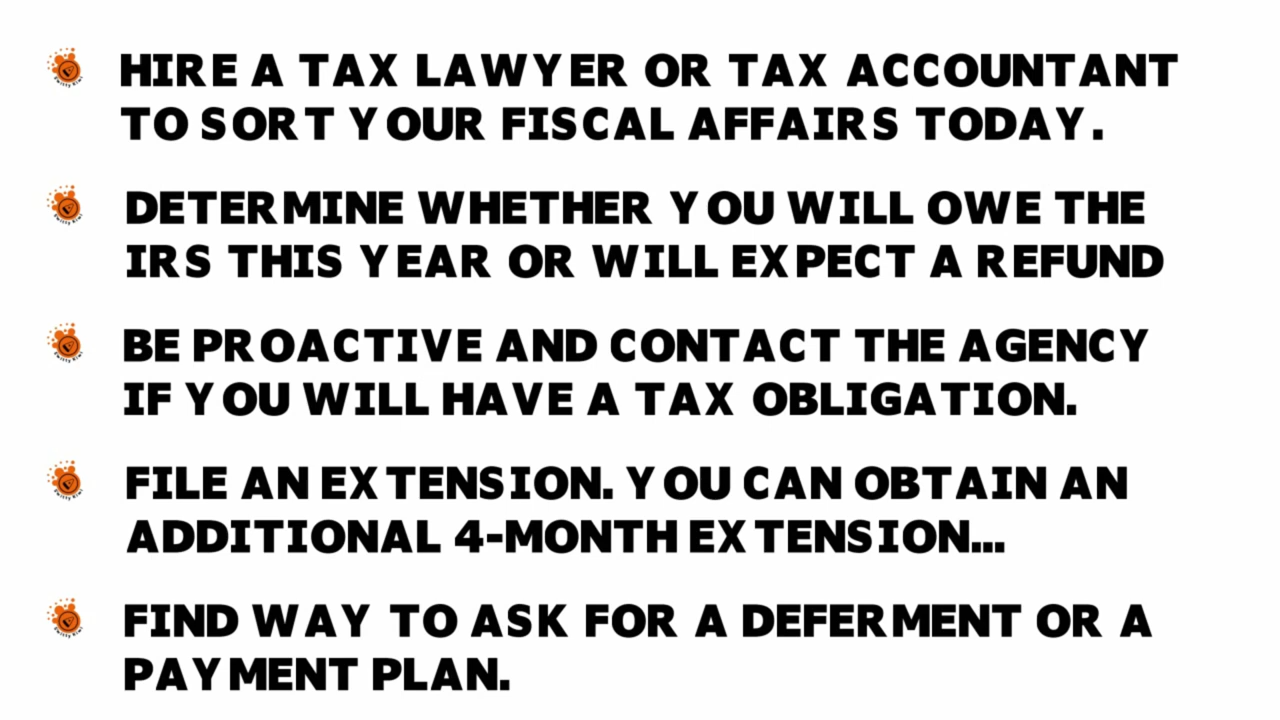 HIRE A TAX LAWYER OR TAX ACCOUNTANT
TO SORT YOUR FISCAL AFFAIRS TODAY.
DETERMINE WHETHER YOU WILL OWE THE
IRS THIS YEAR OR WILL EXPECT A REFUND
BE PROACTIVE AND CONTACT THE AGENCY
IF YOU WILL HAVE A TAX OBLIGATION.
FILE AN EXTENSION. YOU CAN OBTAIN AN
ADDITIONAL 4-MONTH EXTENSION...
FIND WAY TO ASK FOR A DEFERMENT OR A
PAYMENT PLAN.